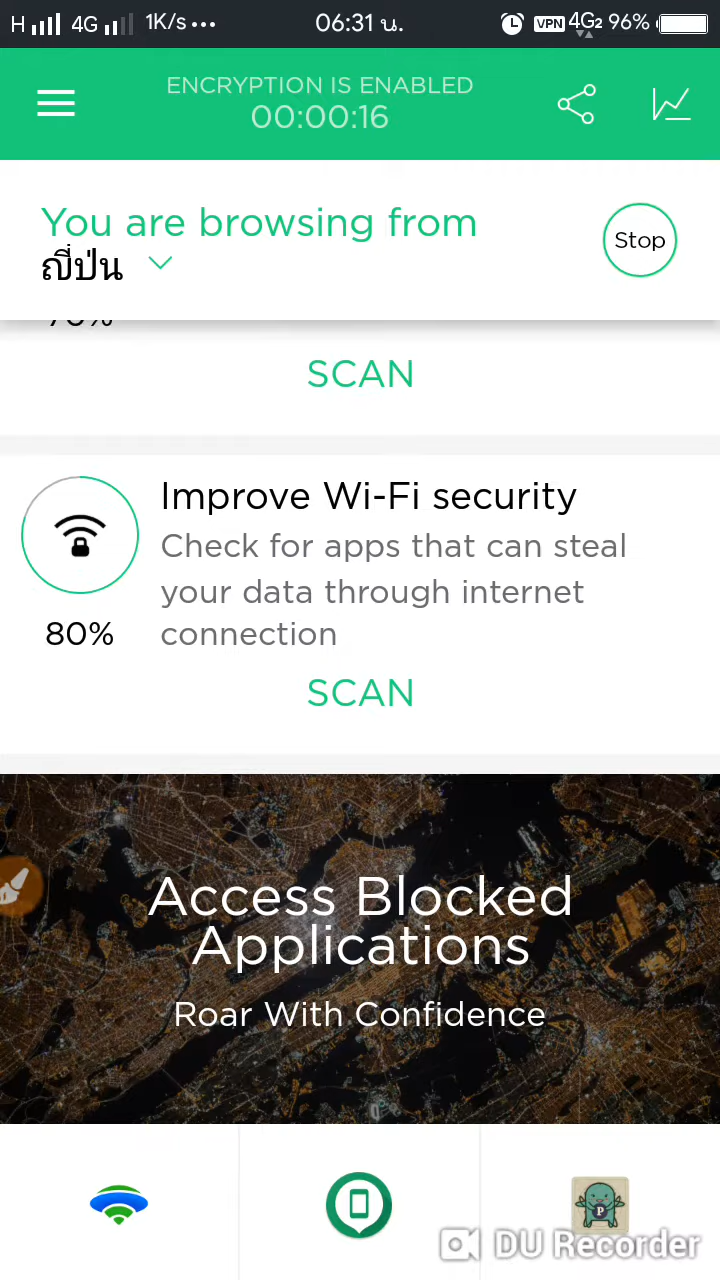 H 4G 1K/s ... 06:31 น. VPN 4G2 96%
ENCRYPTION IS ENABLED
00:00:16
You are browsing from
ญี่ปุ่น
Stop
SCAN
Improve Wi-Fi security
Check for apps that can steal
your data through internet
connection
80%
SCAN
Access Blocked
Applications
Roar With Confidence
P
DU Recorder